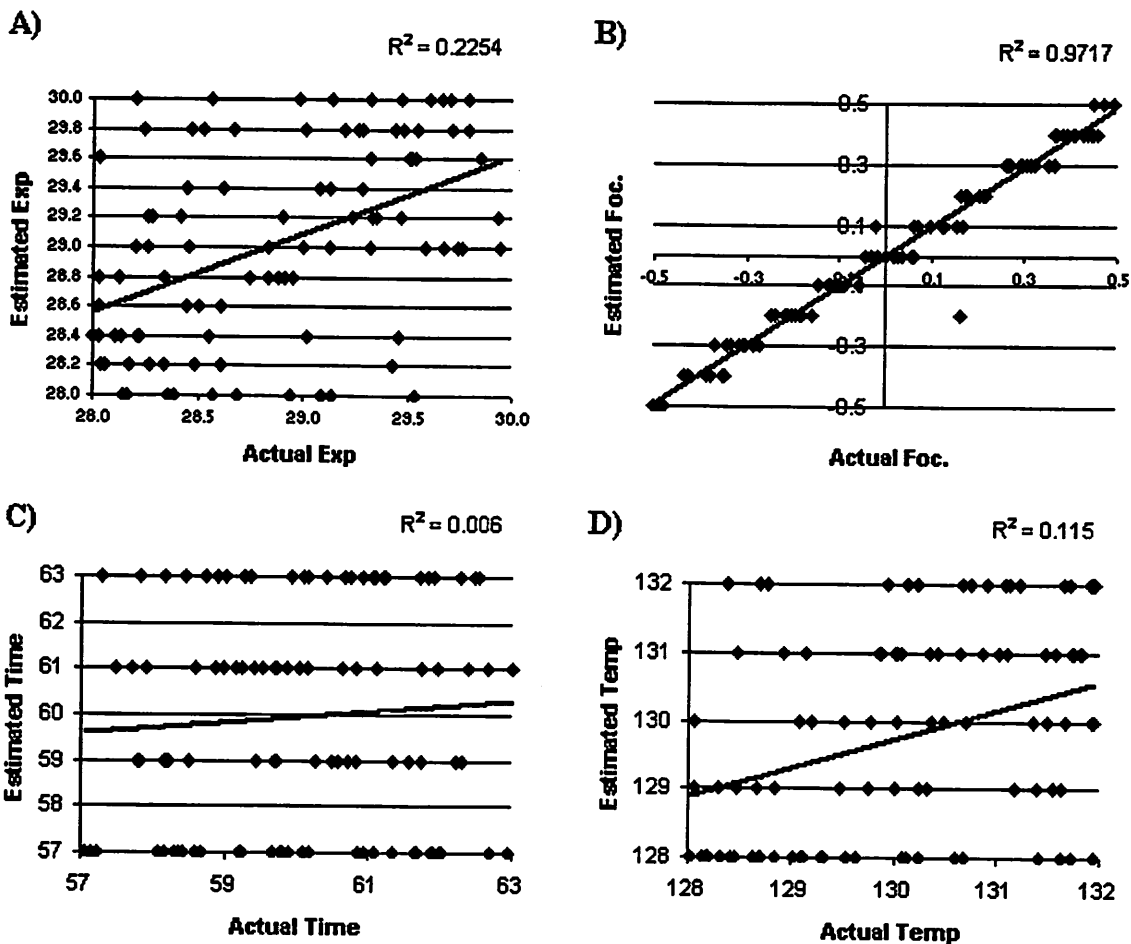 A)
R² = 0.2254
30.0
29.8
29.6
29.4
29.2
29.0
28.8
28.6
28.4
28.2
28.0
28.0 28.5 29.0 29.5 30.0
Estimated Exp
Actual Exp
B)
R² = 0.9717
0.5
0.3
0.1
-0.5 -0.3 0.1 0.3 0.5
-0.3
-0.5
Estimated Foc.
Actual Foc.
C)
R² = 0.006
63
62
61
60
59
58
57
57 59 61 63
Estimated Time
Actual Time
D)
R² = 0.115
132
131
130
129
128
128 129 130 131 132
Estimated Temp
Actual Temp